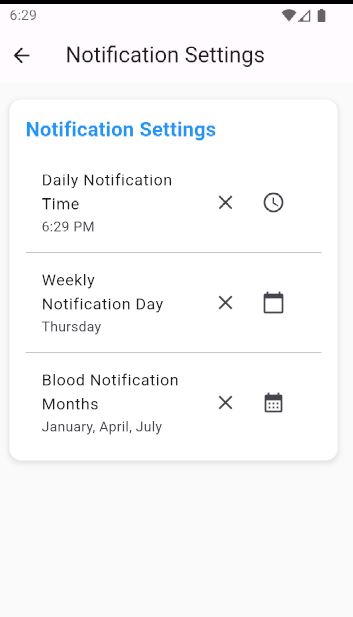 6:29
Notification Settings
Notification Settings
Daily Notification
Time
6:29 PM
Weekly
Notification Day
Thursday
Blood Notification
Months
January, April, July